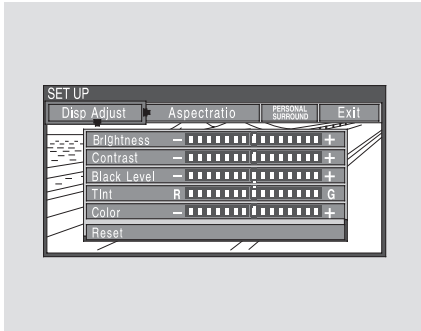 SET UP
Disp Adjust Aspectratio PERSONAL SURROUND Exit
Brightness – +
Contrast – +
Black Level – +
Tint R G
Color – +
Reset